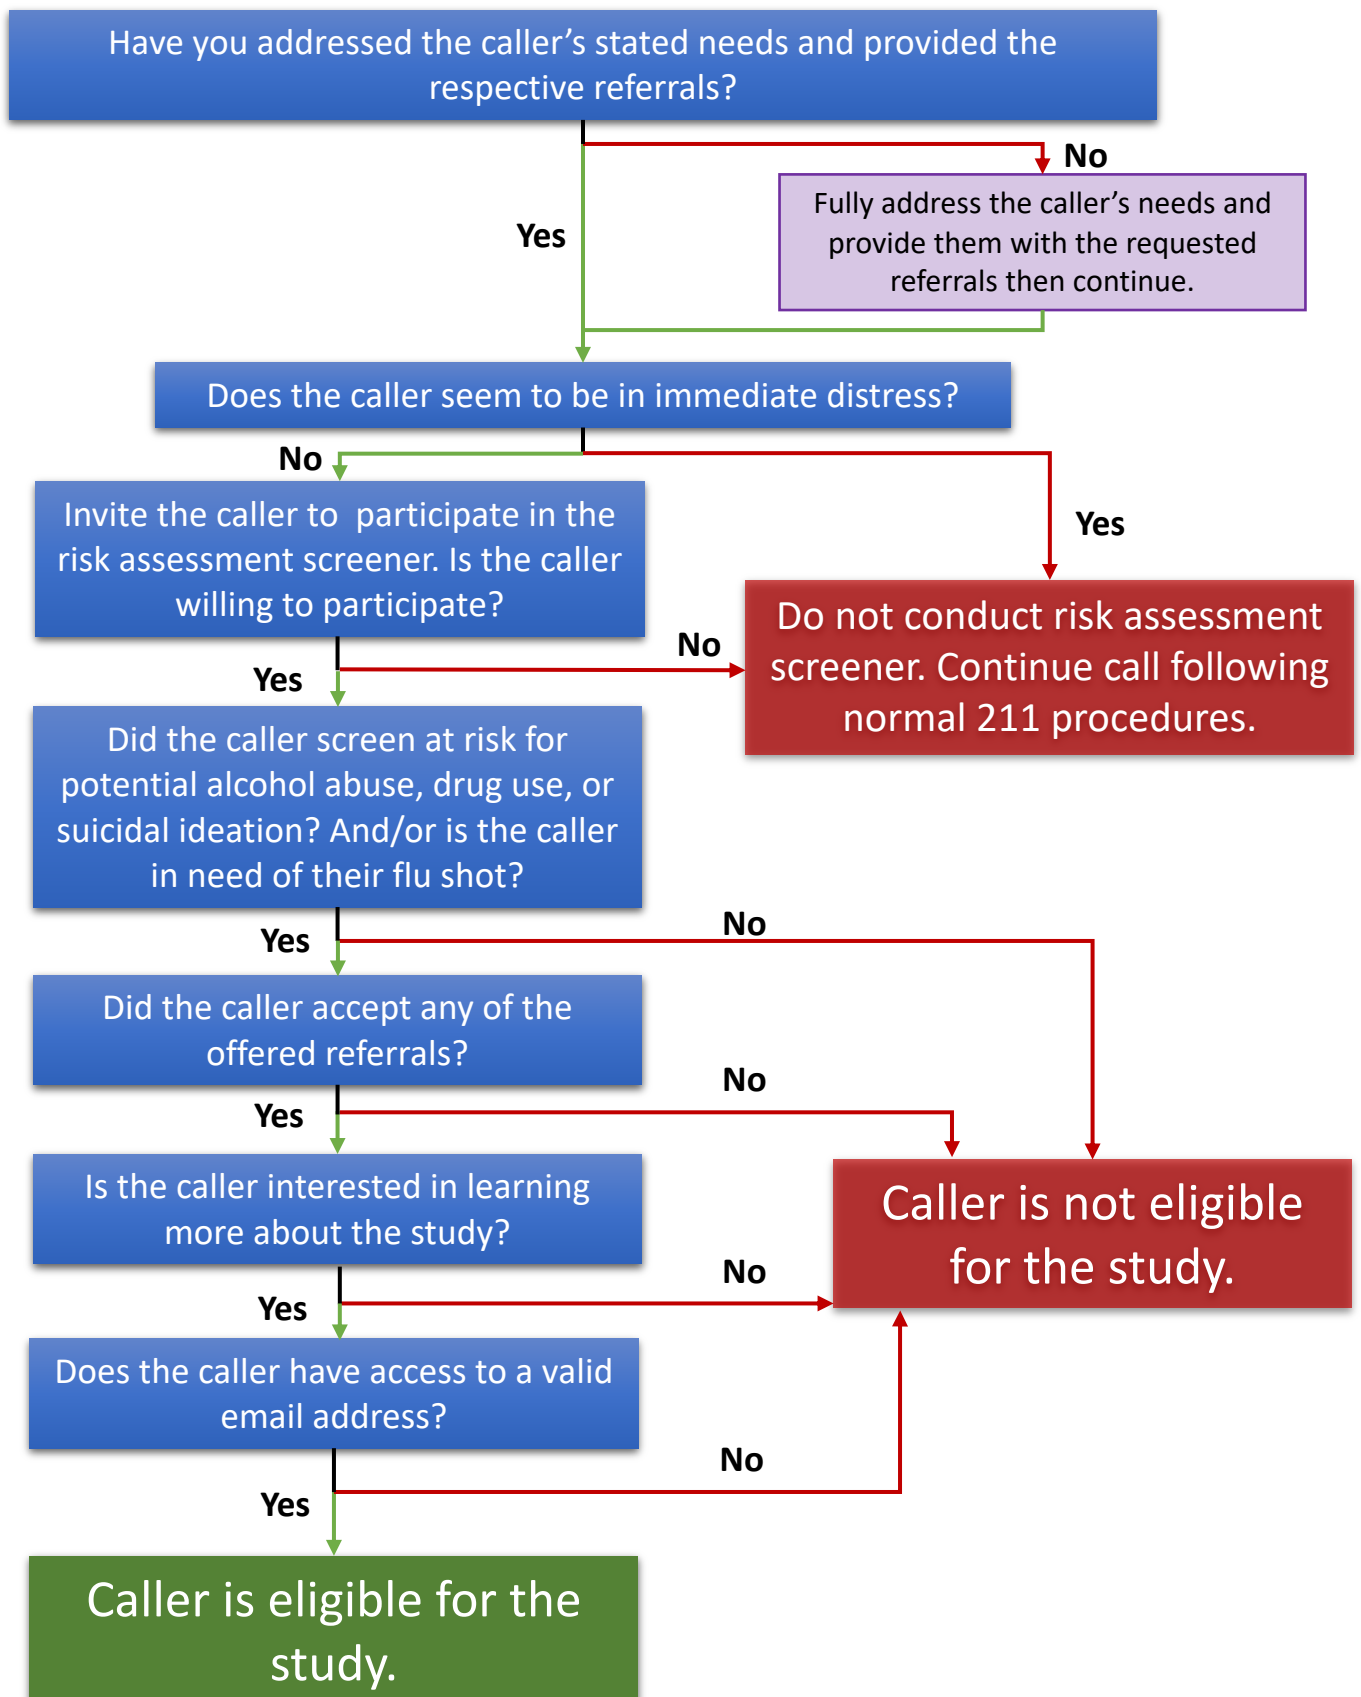 Have you addressed the caller’s stated needs and provided the
respective referrals?
No
Fully address the caller’s needs and
provide them with the requested
referrals then continue.
Yes
Does the caller seem to be in immediate distress?
No
Yes
Invite the caller to  participate in the
risk assessment screener. Is the caller
willing to participate?
No
Yes
Do not conduct risk assessment
screener. Continue call following
normal 211 procedures.
Did the caller screen at risk for
potential alcohol abuse, drug use, or
suicidal ideation? And/or is the caller
in need of their flu shot?
No
Yes
Did the caller accept any of the
offered referrals?
No
Yes
Is the caller interested in learning
more about the study?
Caller is not eligible
for the study.
No
Yes
Does the caller have access to a valid
email address?
No
Yes
Caller is eligible for the
study.